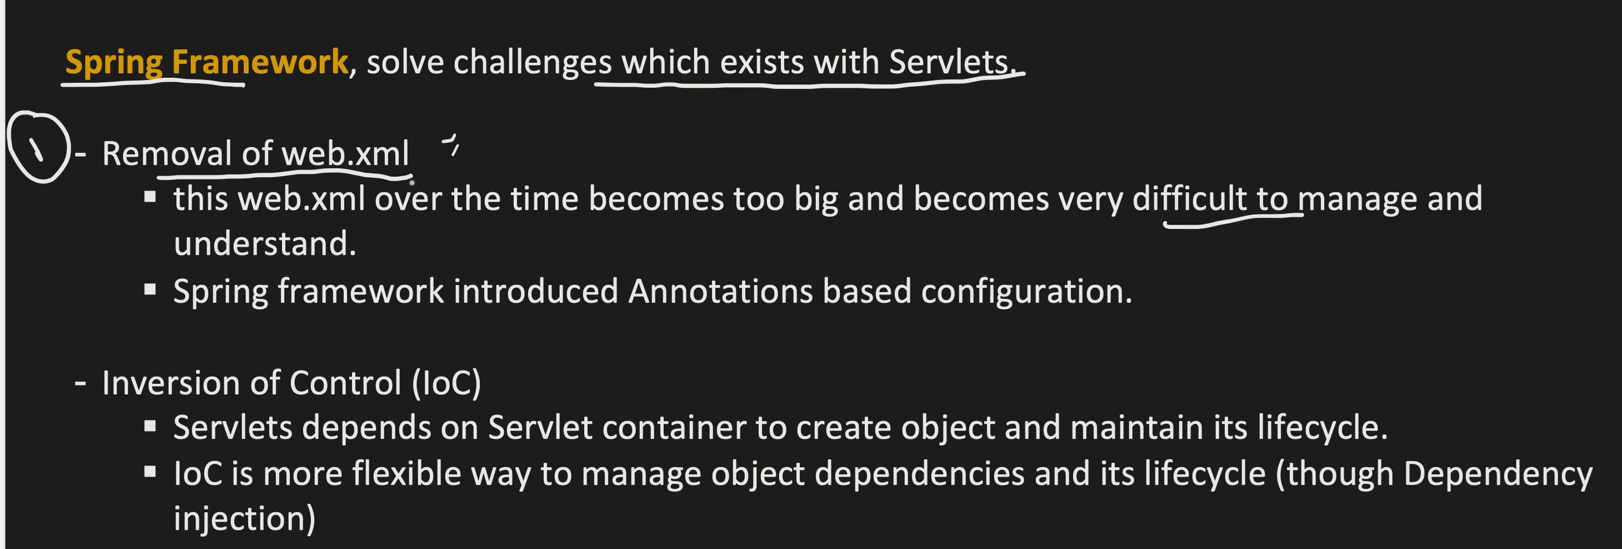 Spring Framework, solve challenges which exists with Servlets.
- Removal of web.xml
▪ this web.xml over the time becomes too big and becomes very difficult to manage and
understand.
▪ Spring framework introduced Annotations based configuration.
- Inversion of Control (IoC)
▪ Servlets depends on Servlet container to create object and maintain its lifecycle.
▪ IoC is more flexible way to manage object dependencies and its lifecycle (though Dependency
injection)